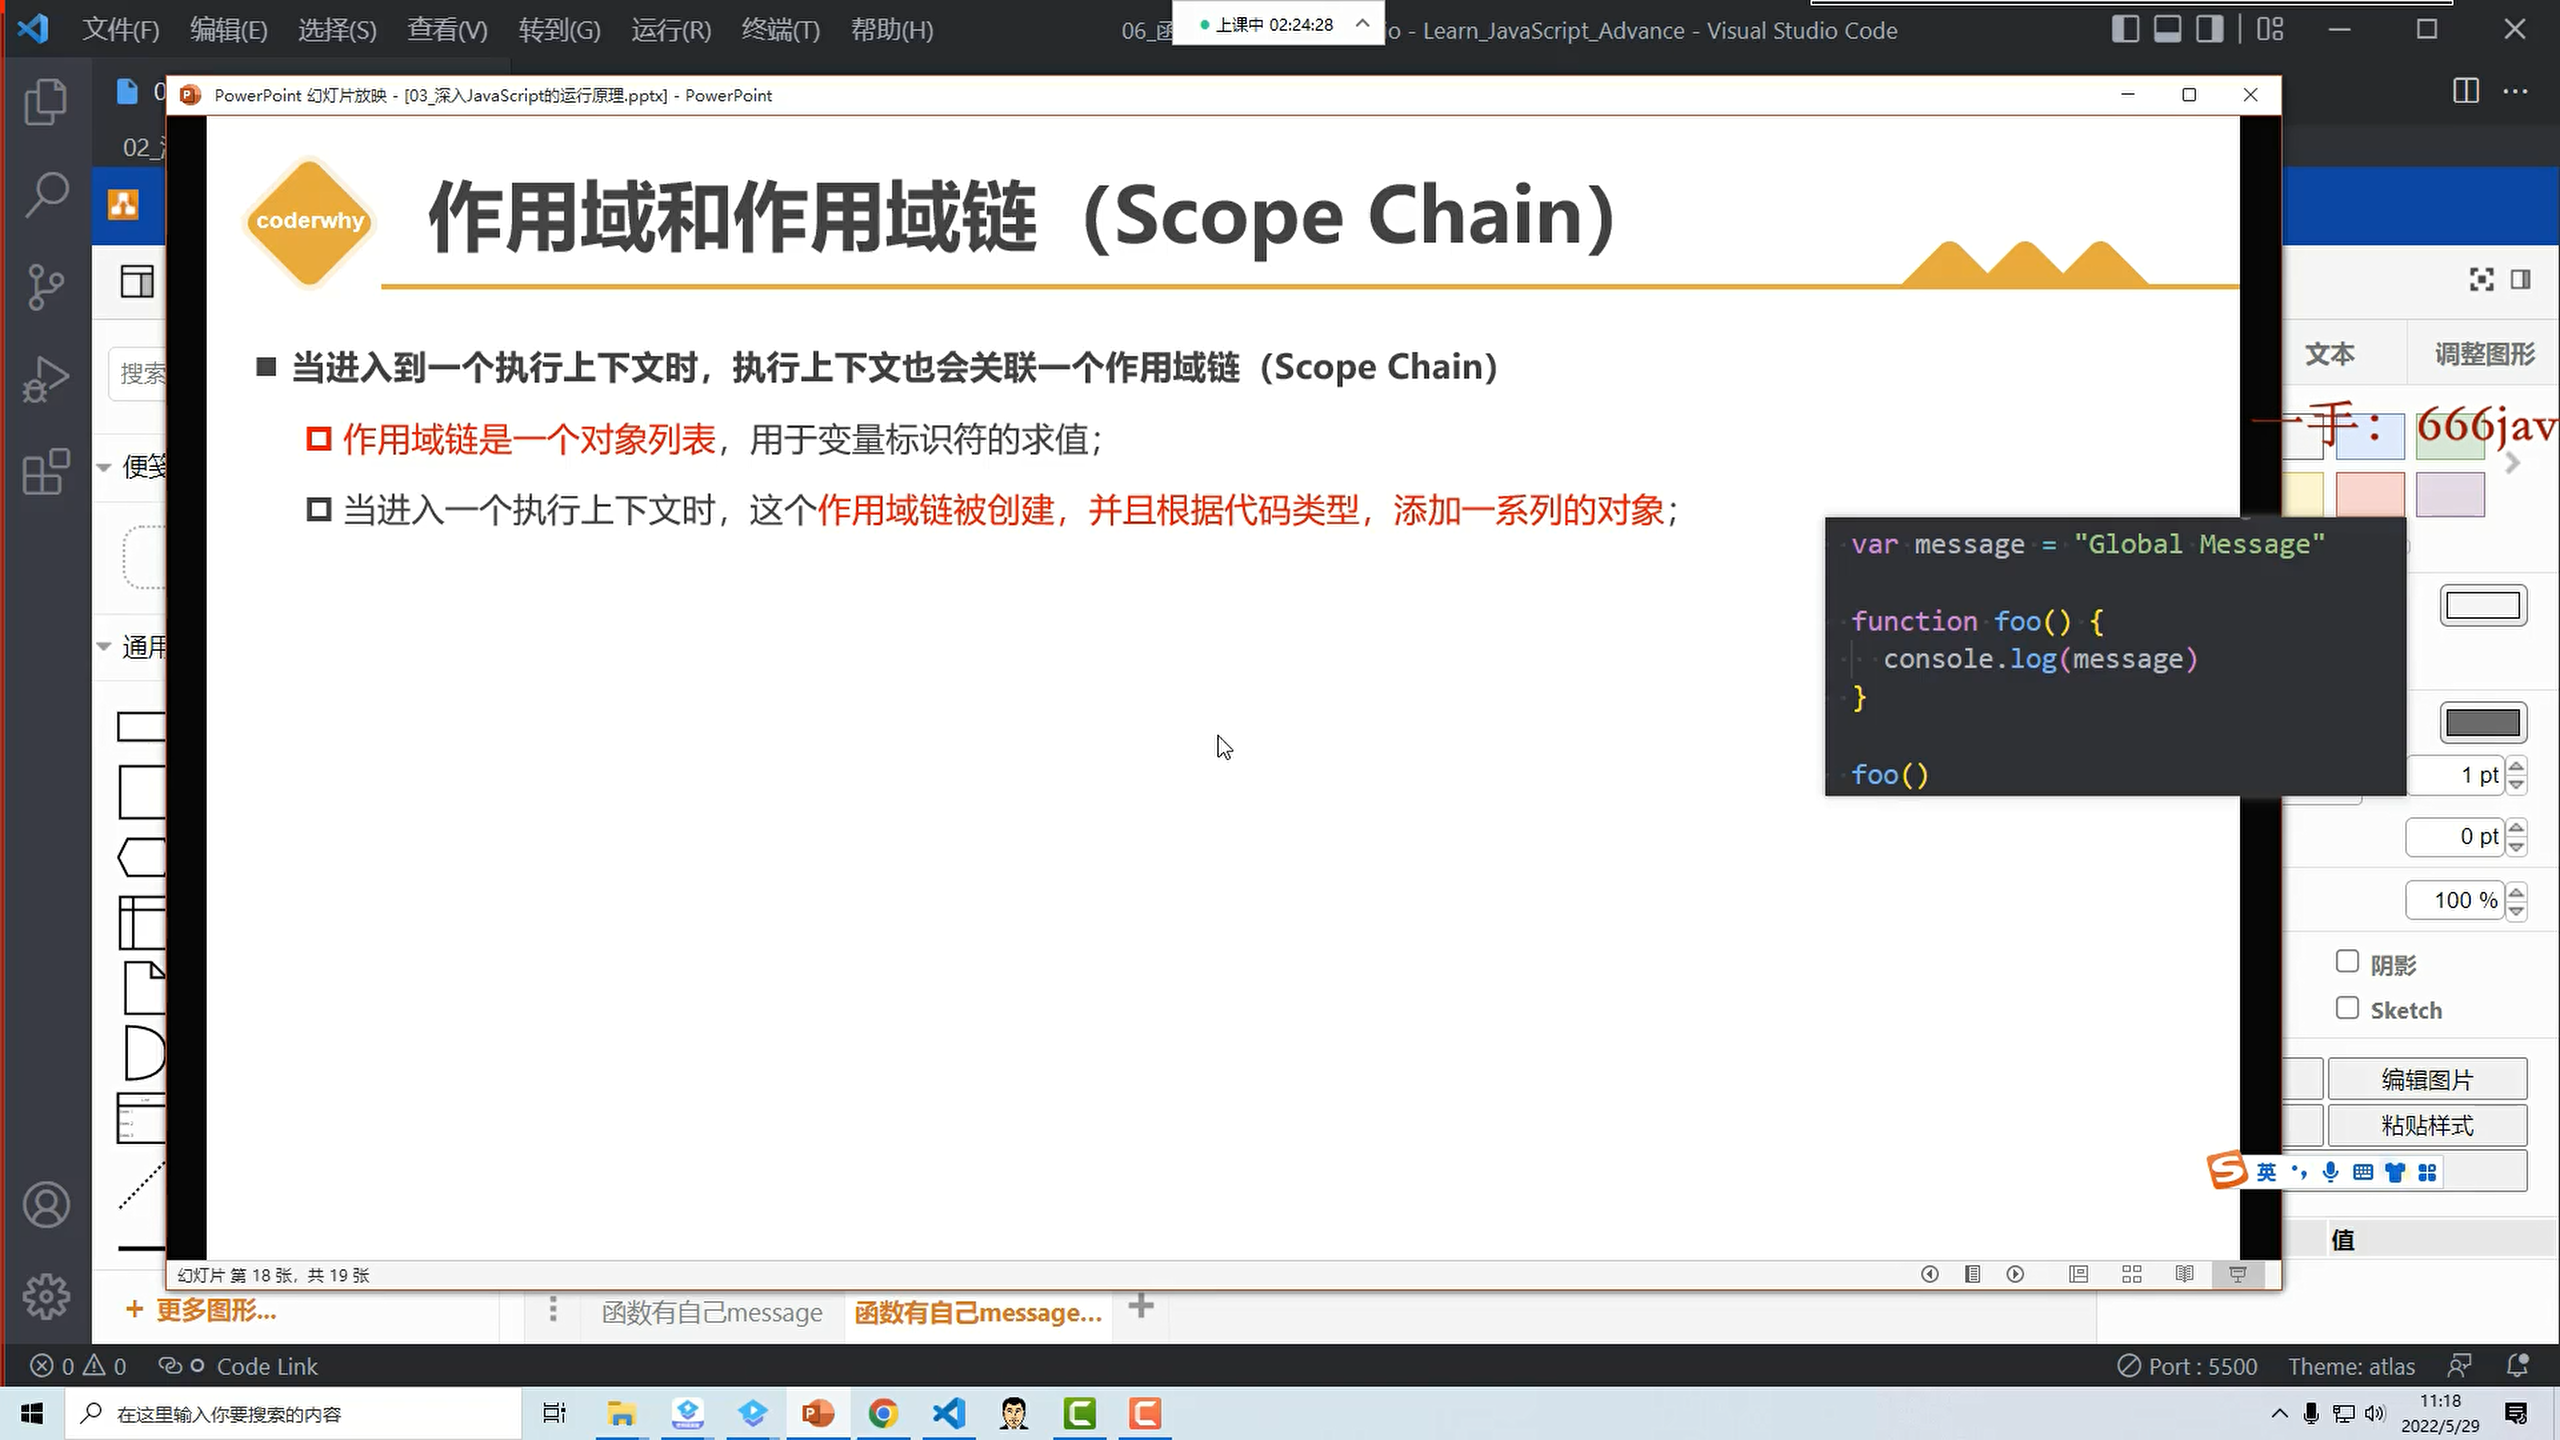 文件(F) 编辑(E) 选择(S) 查看(V) 转到(G) 运行(R) 终端(T) 帮助(H)
06_函
上课中 02:24:28
o - Learn_JavaScript_Advance - Visual Studio Code
PowerPoint 幻灯片放映 - [03_深入JavaScript的运行原理.pptx] - PowerPoint
02_
coderwhy
作用域和作用域链（Scope Chain）
搜索
文本 调整图形
当进入到一个执行上下文时，执行上下文也会关联一个作用域链（Scope Chain）
作用域链是一个对象列表，用于变量标识符的求值；
一手：666jav
便笺
当进入一个执行上下文时，这个作用域链被创建，并且根据代码类型，添加一系列的对象；
var message = "Global Message"
function foo() {
console.log(message)
}
foo()
通用
1 pt
0 pt
100 %
阴影
Sketch
编辑图片
粘贴样式
英
值
幻灯片 第 18 张，共 19 张
+ 更多图形...
函数有自己message 函数有自己message...
0 0 Code Link
Port : 5500 Theme: atlas
在这里输入你要搜索的内容
11:18
2022/5/29